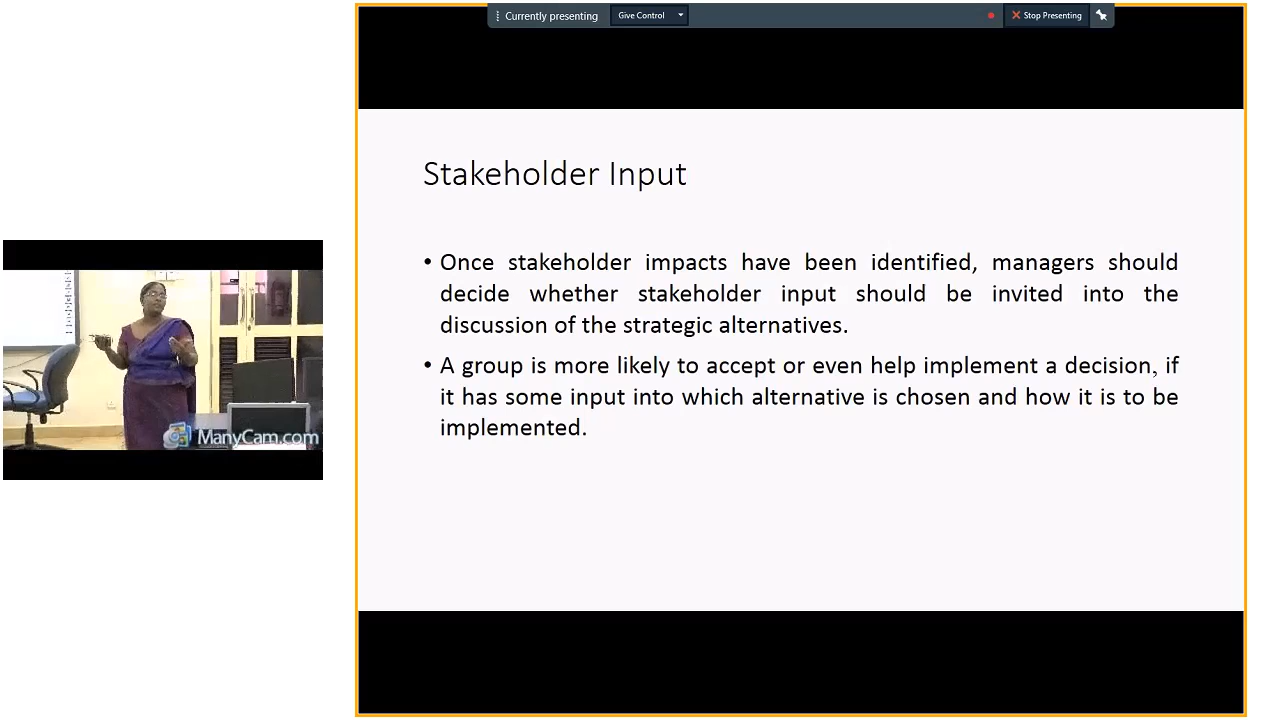 Currently presenting
Give Control
Stop Presenting
Stakeholder Input
• Once stakeholder impacts have been identified, managers should
decide whether stakeholder input should be invited into the
discussion of the strategic alternatives.
• A group is more likely to accept or even help implement a decision, if
it has some input into which alternative is chosen and how it is to be
implemented.
ManyCam.com